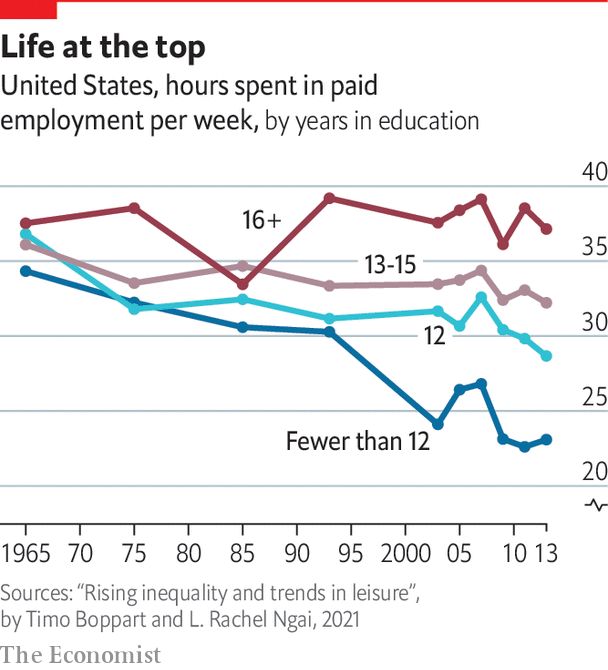 Life at the top
United States, hours spent in paid
employment per week, by years in education
40
16+
35
13-15
30
12
25
Fewer than 12
20
1965 70 75 80 85 90 95 2000 05 10 13
Sources: “Rising inequality and trends in leisure”,
by Timo Boppart and L. Rachel Ngai, 2021
The Economist